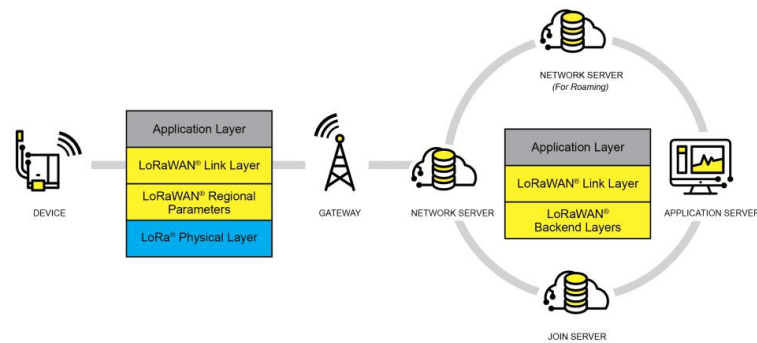 NETWORK SERVER
(For Roaming)
Application Layer
LoRaWAN® Link Layer
LoRaWAN® Regional
Parameters
LoRa® Physical Layer
Application Layer
LoRaWAN® Link Layer
LoRaWAN®
Backend Layers
DEVICE
GATEWAY
NETWORK SERVER
APPLICATION SERVER
JOIN SERVER